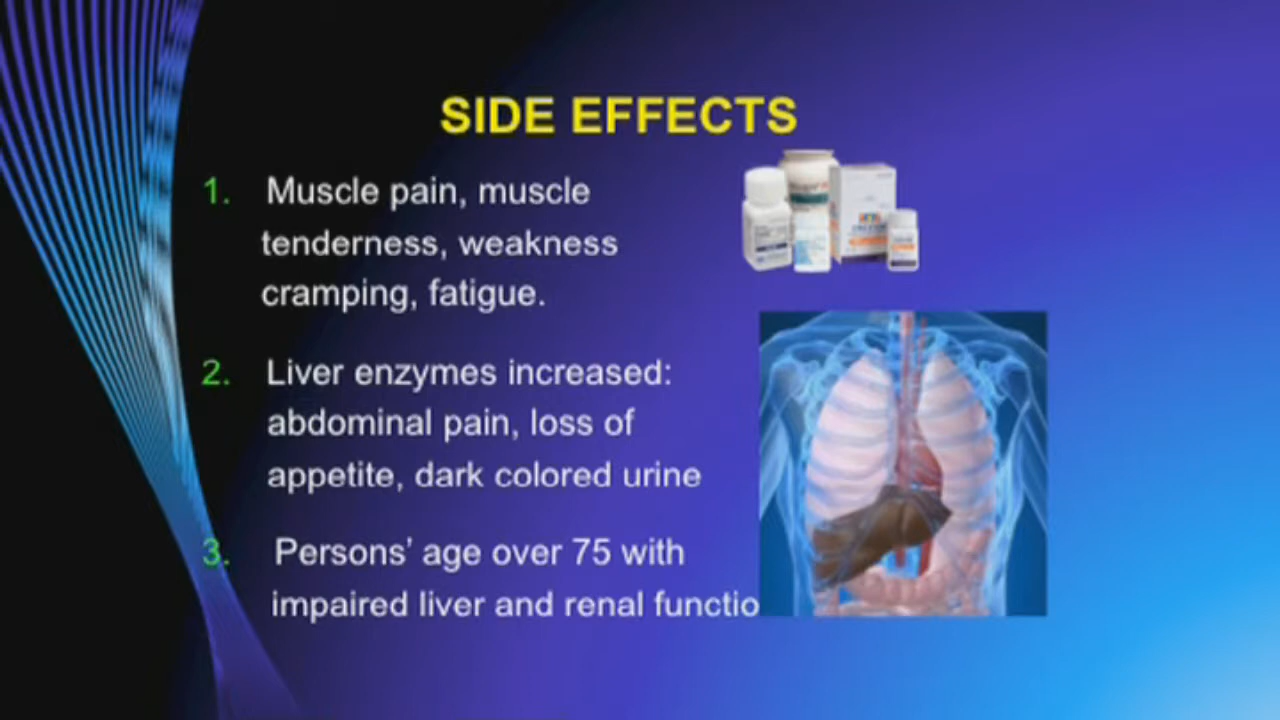 SIDE EFFECTS
1. Muscle pain, muscle
tenderness, weakness
cramping, fatigue.
2. Liver enzymes increased:
abdominal pain, loss of
appetite, dark colored urine
3. Persons’ age over 75 with
impaired liver and renal functio